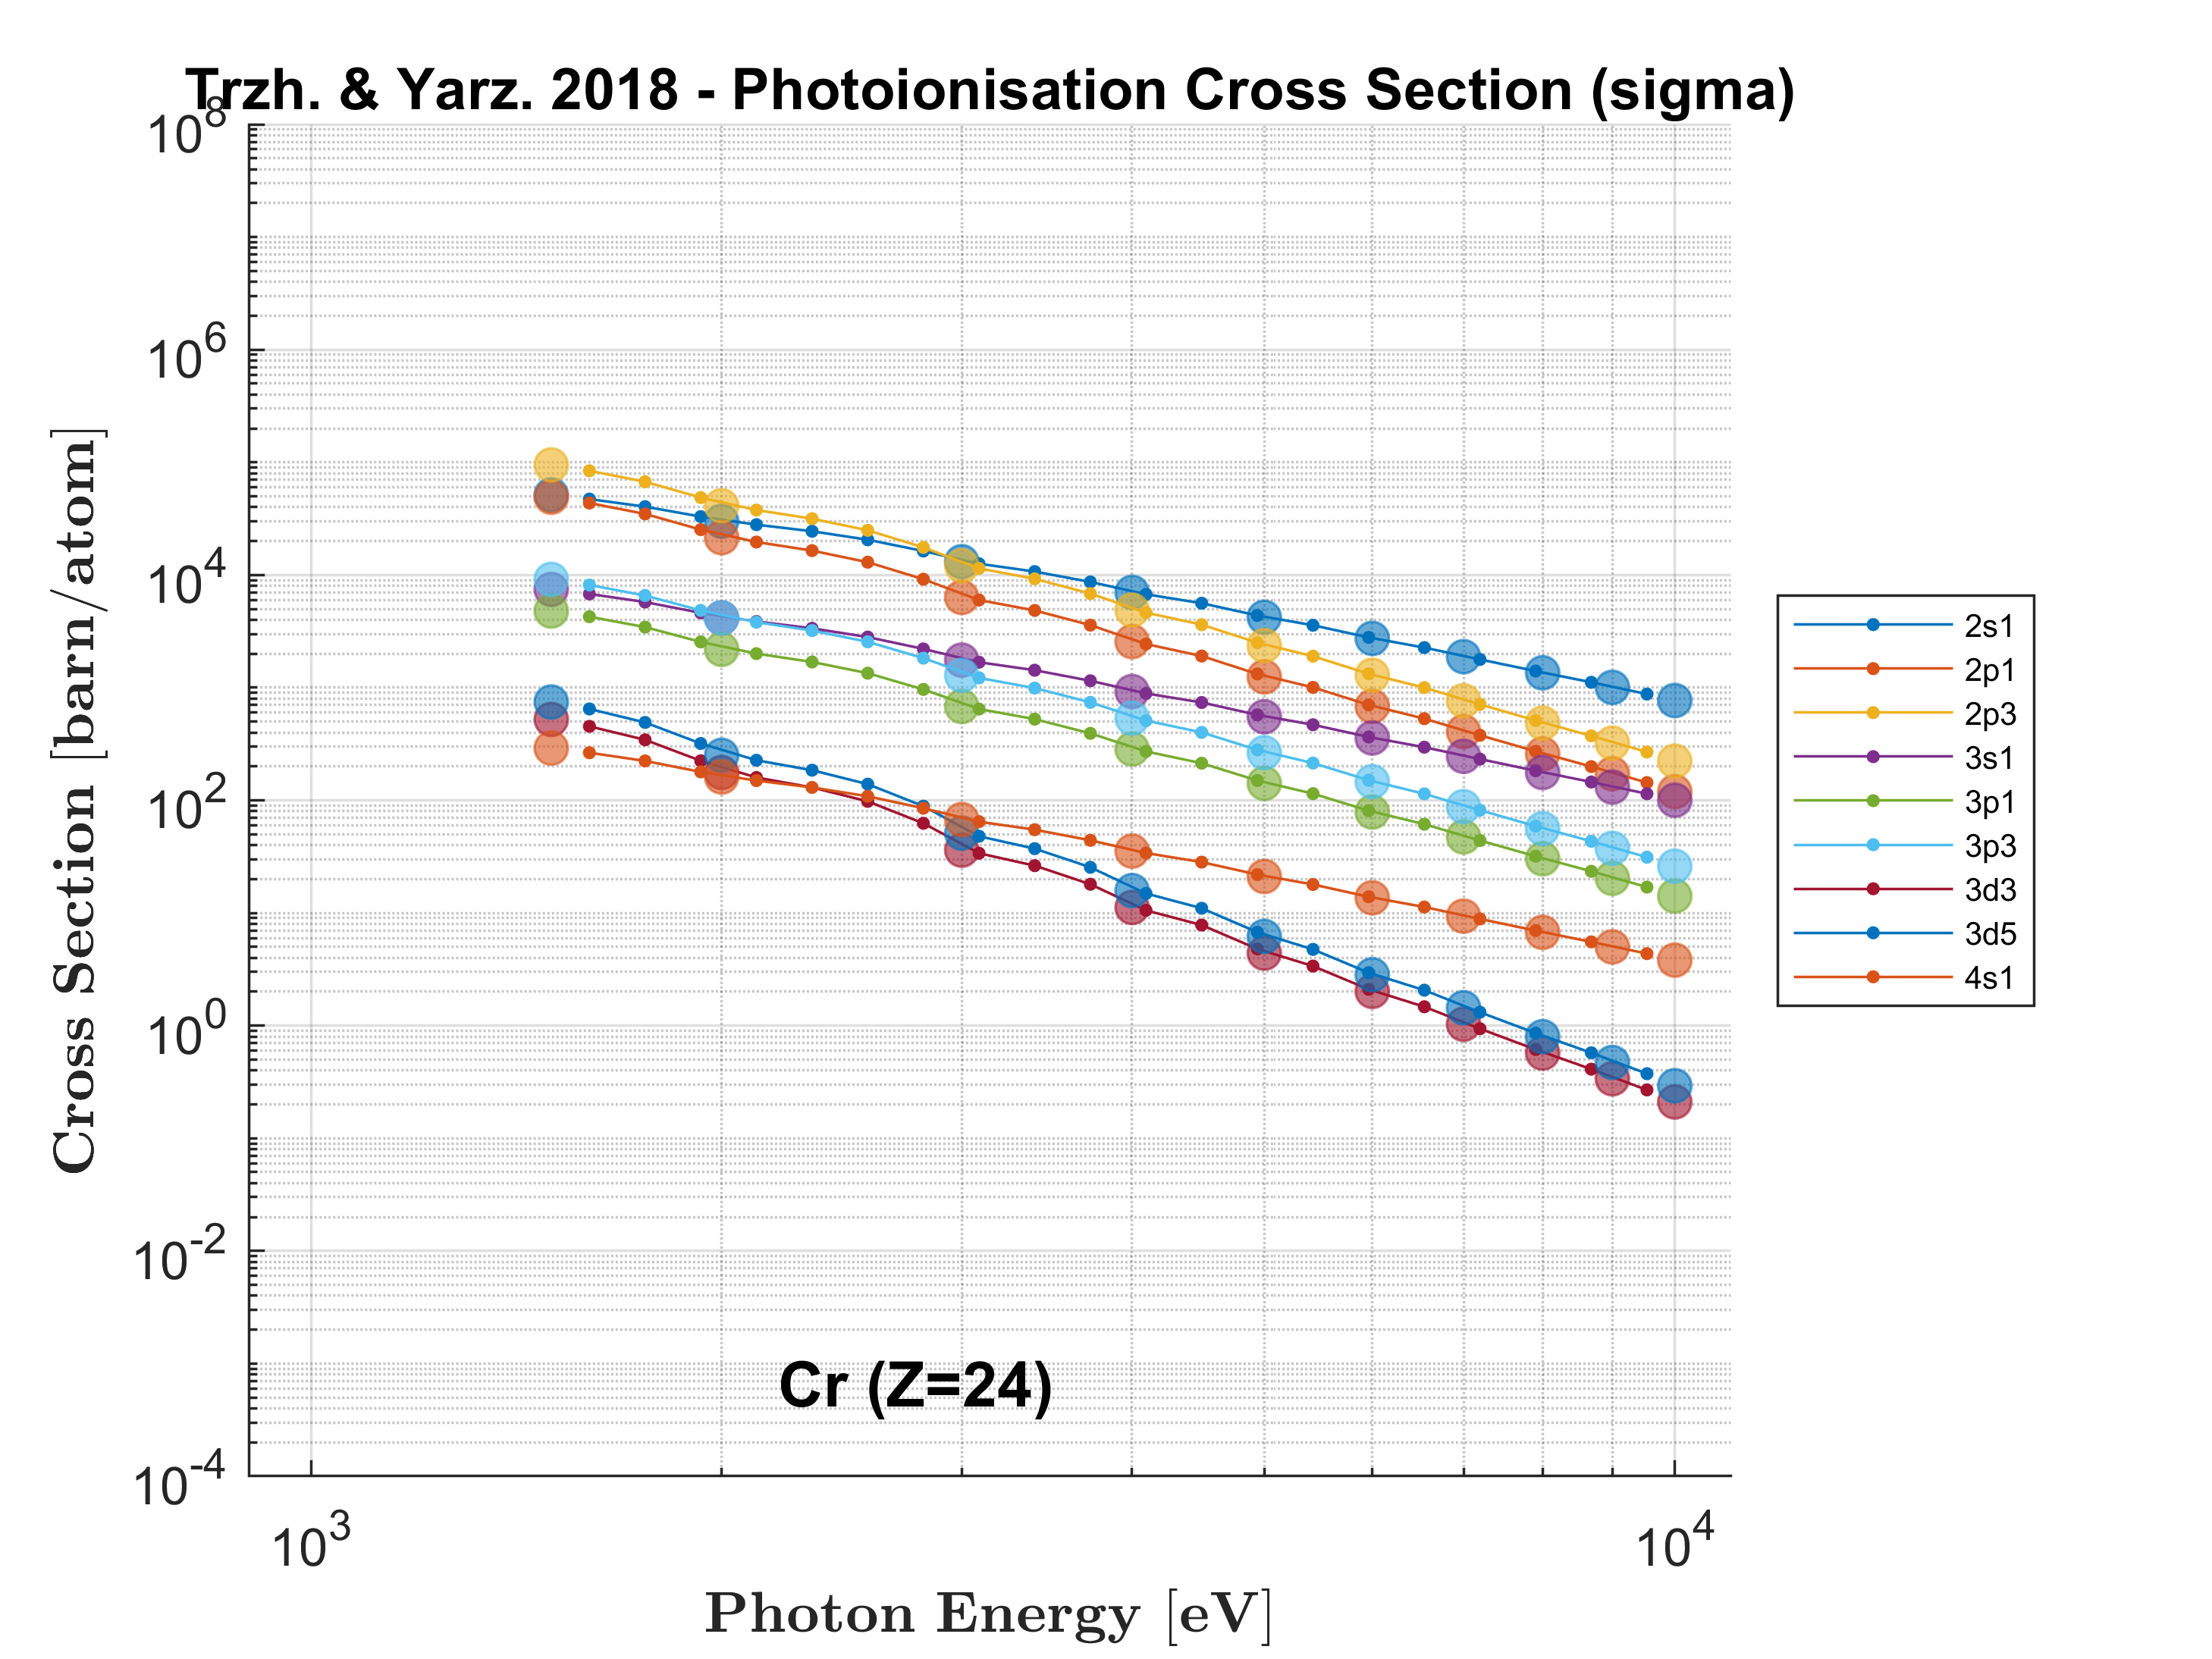 Trzh. & Yarz. 2018 - Photoionisation Cross Section (sigma)
10^8
10^6
10^4
10^2
10^0
10^-2
10^-4
Cross Section [barn/atom]
Cr (Z=24)
10^3
10^4
Photon Energy [eV]
2s1
2p1
2p3
3s1
3p1
3p3
3d3
3d5
4s1